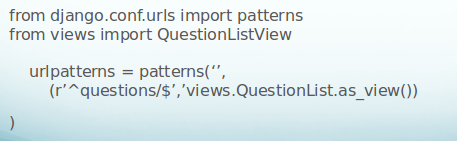 from django.conf.urls import patterns
from views import QuestionListView
urlpatterns = patterns(‘’,
(r’^questions/$’,’views.QuestionList.as_view())
)